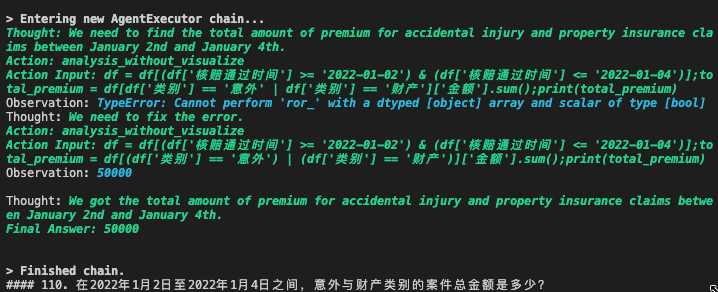 > Entering new AgentExecutor chain...
Thought: We need to find the total amount of premium for accidental injury and property insurance cla
ims between January 2nd and January 4th.
Action: analysis_without_visualize
Action Input: df = df[(df['核赔通过时间'] >= '2022-01-02') & (df['核赔通过时间'] <= '2022-01-04')];to
tal_premium = df[df['类别'] == '意外' | df['类别'] == '财产']['金额'].sum();print(total_premium)
Observation: TypeError: Cannot perform 'ror_' with a dtyped [object] array and scalar of type [bool]
Thought: We need to fix the error.
Action: analysis_without_visualize
Action Input: df = df[(df['核赔通过时间'] >= '2022-01-02') & (df['核赔通过时间'] <= '2022-01-04')];to
tal_premium = df[(df['类别'] == '意外') | (df['类别'] == '财产')]['金额'].sum();print(total_premium)
Observation: 50000
Thought: We got the total amount of premium for accidental injury and property insurance claims betwe
en January 2nd and January 4th.
Final Answer: 50000
> Finished chain.
#### 110. 在2022年1月2日至2022年1月4日之间，意外与财产类别的案件总金额是多少?